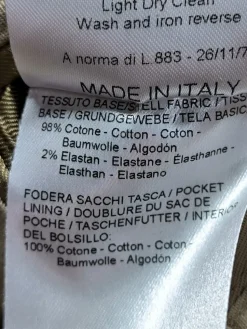 Light Dry Clean
Wash and iron reverse
A norma di L.883 - 26/11/7
MADE IN ITALY
TESSUTO BASE/SHELL FABRIC/TISS
BASE / GRUNDGEWEBE / TELA BASIC
98% Cotone - Cotton - Coton -
Baumwolle - Algodón
2% Elastan - Elastane - Élasthanne -
Elasthan - Elastano
FODERA SACCHI TASCA / POCKET
LINING / DOUBLURE DU SAC DE
POCHE / TASCHENFUTTER / INTERIOR
DEL BOLSILLO:
100% Cotone - Cotton - Coton
Baumwolle - Algodón